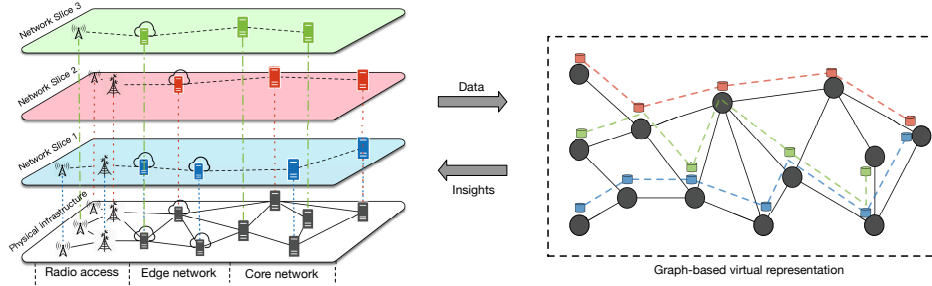 Network Slice 3
Network Slice 2
Network Slice 1
Physical Infrastructure
Radio access
Edge network
Core network
Data
Insights
Graph-based virtual representation